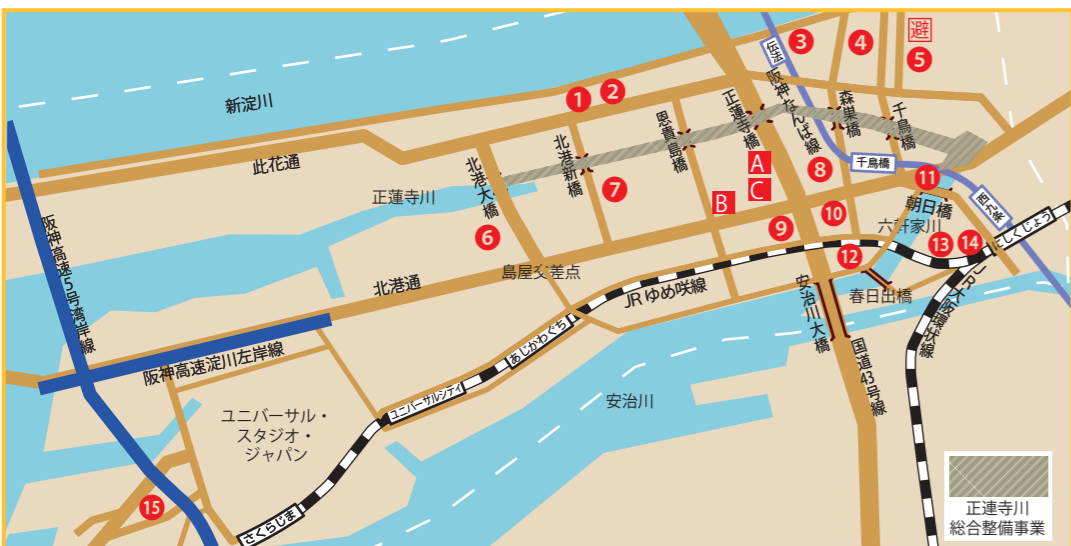 新淀川
此花通
正蓮寺川
北港大橋
北港新橋
恩貴島橋
正蓮寺橋
伝法
阪神なんば線
森巣橋
千鳥橋
千鳥橋
西九条
朝日橋
六軒家川
にしくじょう
JR大阪環状線
春日出橋
安治川大橋
国道43号線
島屋交差点
北港通
JRゆめ咲線
あじかわぐち
ユニバーサルシティ
さくらじま
安治川
阪神高速5号湾岸線
阪神高速淀川左岸線
ユニバーサル・
スタジオ・
ジャパン
避
1
2
3
4
5
6
7
8
9
10
11
12
13
14
15
A
B
C
正連寺川
総合整備事業